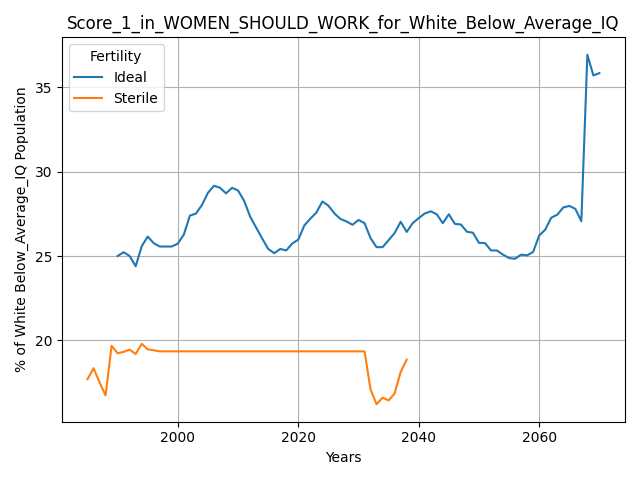 Score_1_in_WOMEN_SHOULD_WORK_for_White_Below_Average_IQ
Fertility
Ideal
Sterile
% of White Below_Average_IQ Population
35
30
25
20
2000
2020
2040
2060
Years